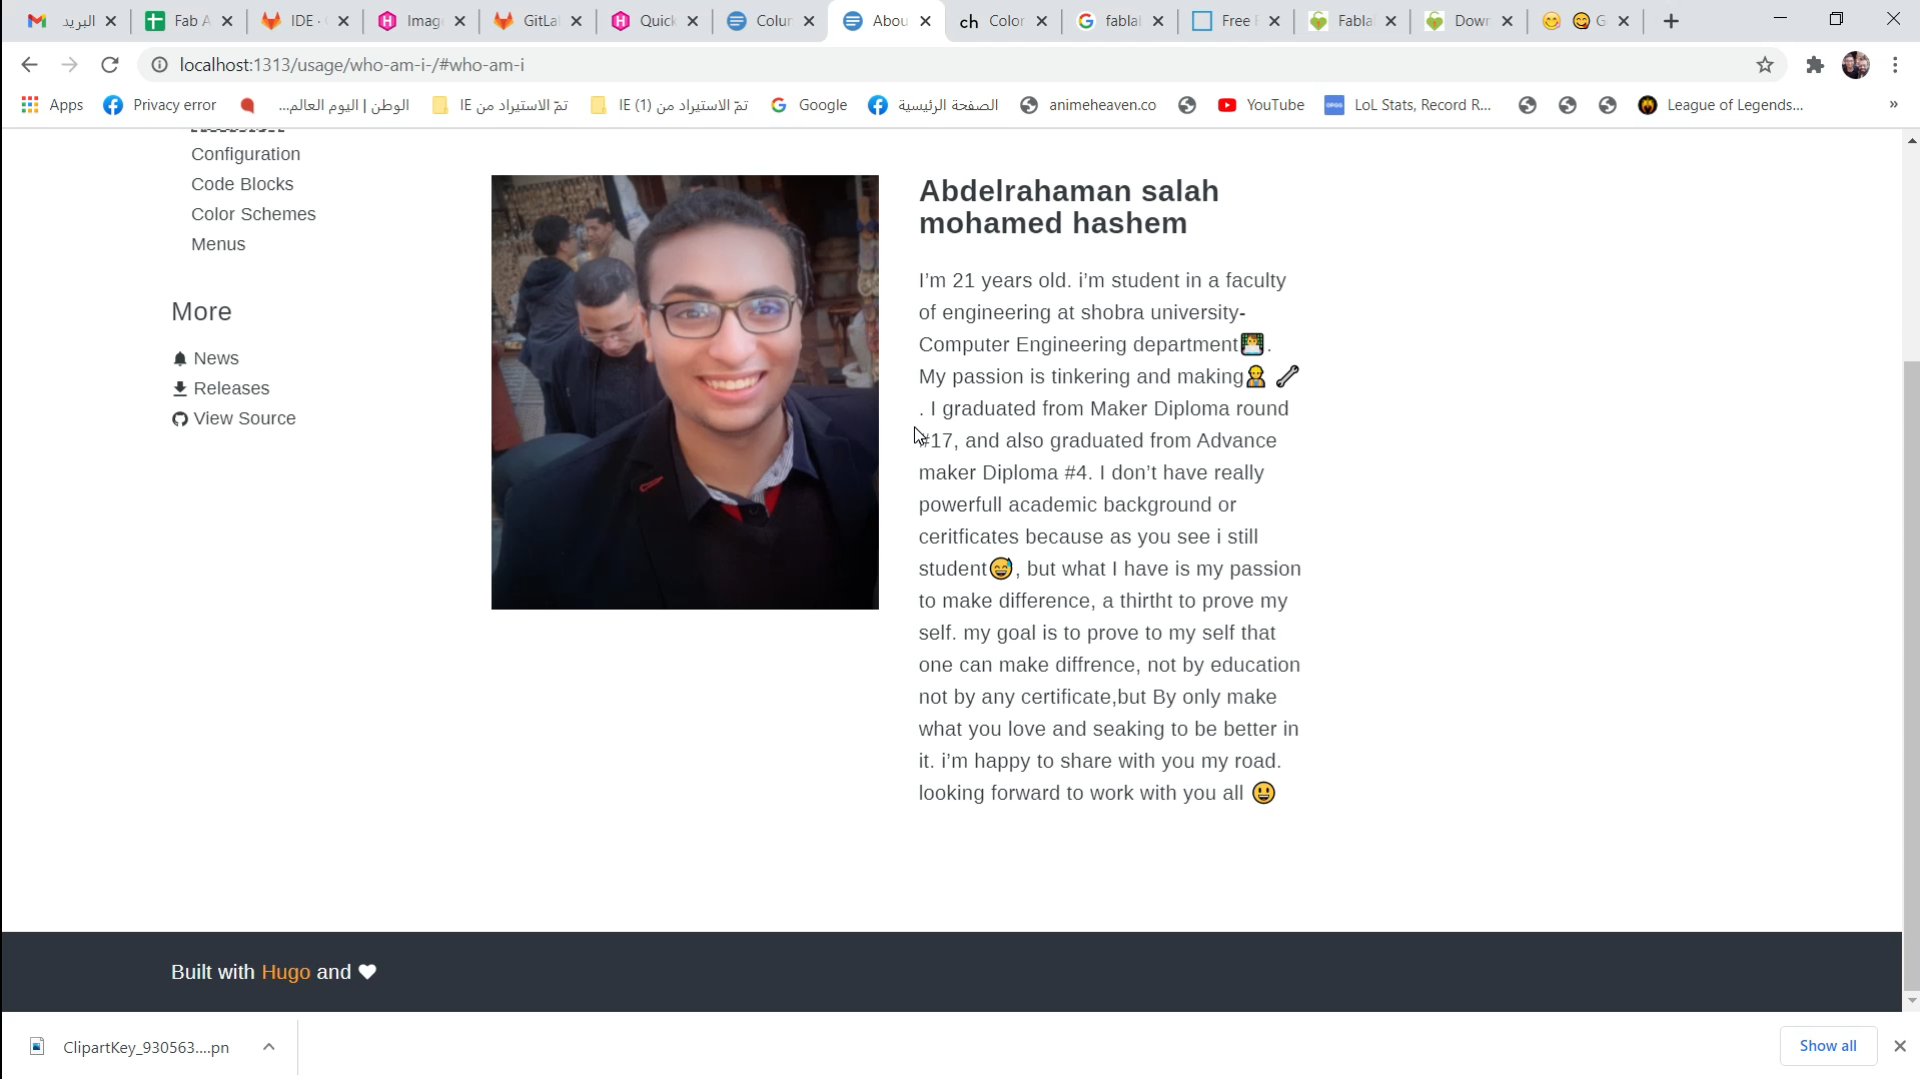 البريد
Fab A
IDE ·
Imag
GitLa
Quick
Colur
Abou
ch Color
fablal
Free
Fabla
Dow
G
localhost:1313/usage/who-am-i-/#who-am-i
Apps
Privacy error
الوطن | اليوم العالم...
تمّ الاستيراد من IE
تمّ الاستيراد من IE (1)
Google
الصفحة الرئيسية
animeheaven.co
YouTube
LoL Stats, Record R...
League of Legends...
»
Configuration
Code Blocks
Color Schemes
Menus
More
News
Releases
View Source
Abdelrahaman salah
mohamed hashem
I’m 21 years old. i’m student in a faculty
of engineering at shobra university-
Computer Engineering department👨‍💻.
My passion is tinkering and making👷 🔧
. I graduated from Maker Diploma round
#17, and also graduated from Advance
maker Diploma #4. I don’t have really
powerfull academic background or
ceritficates because as you see i still
student😅, but what I have is my passion
to make difference, a thirtht to prove my
self. my goal is to prove to my self that
one can make diffrence, not by education
not by any certificate,but By only make
what you love and seaking to be better in
it. i’m happy to share with you my road.
looking forward to work with you all 😃
Built with Hugo and ♥
ClipartKey_930563....pn
Show all